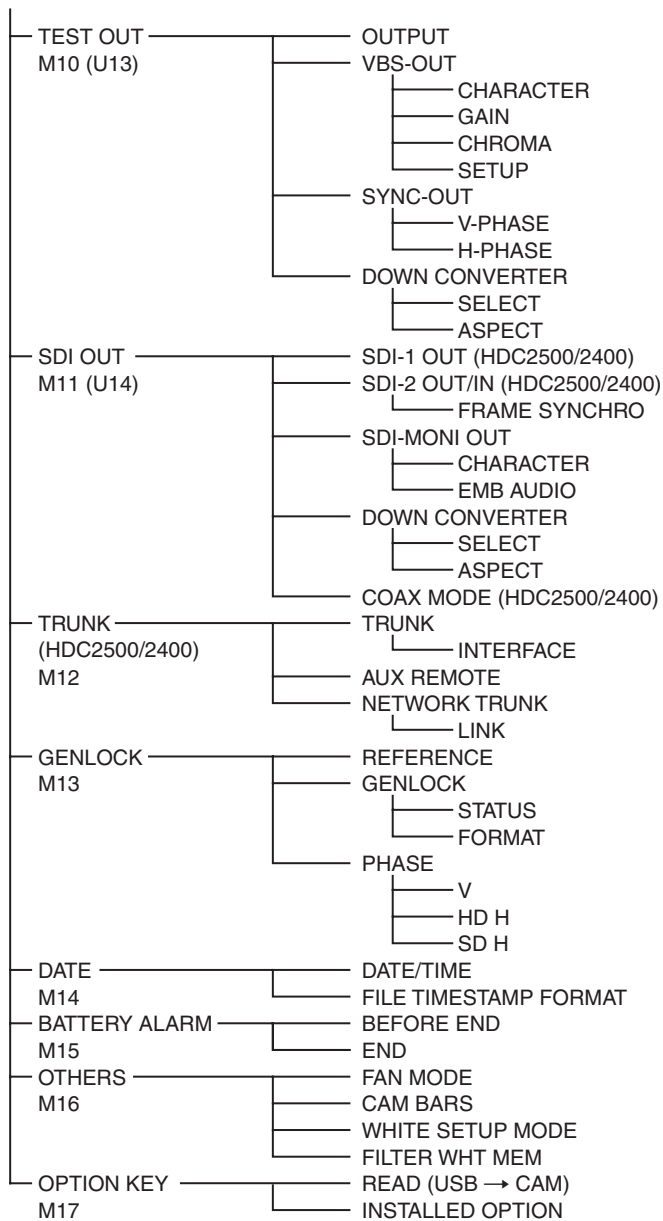 TEST OUT OUTPUT
M10 (U13) VBS-OUT
CHARACTER
GAIN
CHROMA
SETUP
SYNC-OUT
V-PHASE
H-PHASE
DOWN CONVERTER
SELECT
ASPECT
SDI OUT SDI-1 OUT (HDC2500/2400)
M11 (U14) SDI-2 OUT/IN (HDC2500/2400)
FRAME SYNCHRO
SDI-MONI OUT
CHARACTER
EMB AUDIO
DOWN CONVERTER
SELECT
ASPECT
COAX MODE (HDC2500/2400)
TRUNK TRUNK
(HDC2500/2400) INTERFACE
M12 AUX REMOTE
NETWORK TRUNK
LINK
GENLOCK REFERENCE
M13 GENLOCK
STATUS
FORMAT
PHASE
V
HD H
SD H
DATE DATE/TIME
M14 FILE TIMESTAMP FORMAT
BATTERY ALARM BEFORE END
M15 END
OTHERS FAN MODE
M16 CAM BARS
WHITE SETUP MODE
FILTER WHT MEM
OPTION KEY READ (USB → CAM)
M17 INSTALLED OPTION